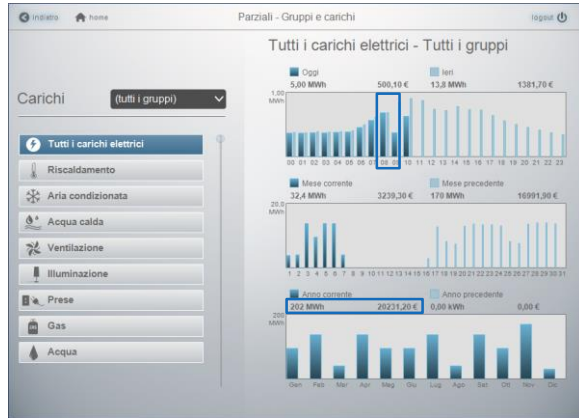 indietro home Parziali - Gruppi e carichi logout
Tutti i carichi elettrici - Tutti i gruppi
Carichi (tutti i gruppi)
Tutti i carichi elettrici
Riscaldamento
Aria condizionata
Acqua calda
Ventilazione
Illuminazione
Prese
Gas
Acqua
Oggi Ieri
5,00 MWh 500,10 € 13,8 MWh 1381,70 €
1.00
MWh
00 01 02 03 04 05 06 07 08 09 10 11 12 13 14 15 16 17 18 19 20 21 22 23
Mese corrente Mese precedente
32,4 MWh 3239,30 € 170 MWh 16991,90 €
20.0
MWh
1 2 3 4 5 6 7 8 9 10 11 12 13 14 15 16 17 18 19 20 21 22 23 24 25 26 27 28 29 30 31
Anno corrente Anno precedente
202 MWh 20231,20 € 0,00 kWh 0,00 €
200
MWh
Gen Feb Mar Apr Mag Giu Lug Ago Set Ott Nov Dic